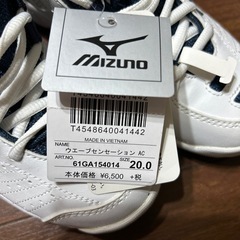 MIZUNO
T4548640041442
MADE IN VIETNAM
NAME
ウエーブセンセーション AC
ART.NO. SIZE
61GA154014 20.0
本体価格 ¥6,500 +税